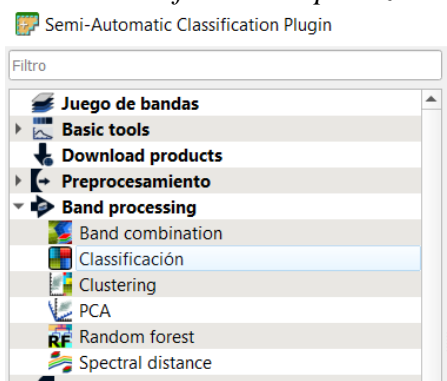 Semi-Automatic Classification Plugin
Filtro
Juego de bandas
Basic tools
Download products
Preprocesamiento
Band processing
Band combination
Classificación
Clustering
PCA
RF Random forest
Spectral distance